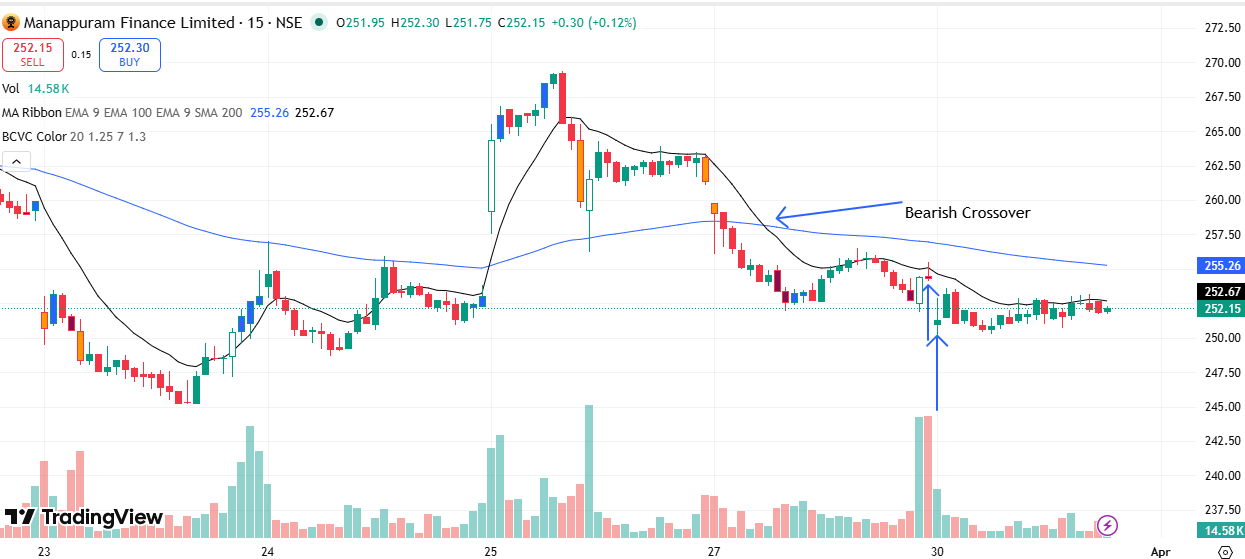 Manappuram Finance Limited · 15 · NSE O251.95 H252.30 L251.75 C252.15 +0.30 (+0.12%)
252.15 SELL 0.15 252.30 BUY
Vol 14.58 K
MA Ribbon EMA 9 EMA 100 EMA 9 SMA 200 255.26 252.67
BCVC Color 20 1.25 7 1.3
Bearish Crossover
272.50
270.00
267.50
265.00
262.50
260.00
257.50
255.26
252.67
252.15
250.00
247.50
245.00
242.50
240.00
237.50
14.58 K
TradingView
23 24 25 27 30 Apr